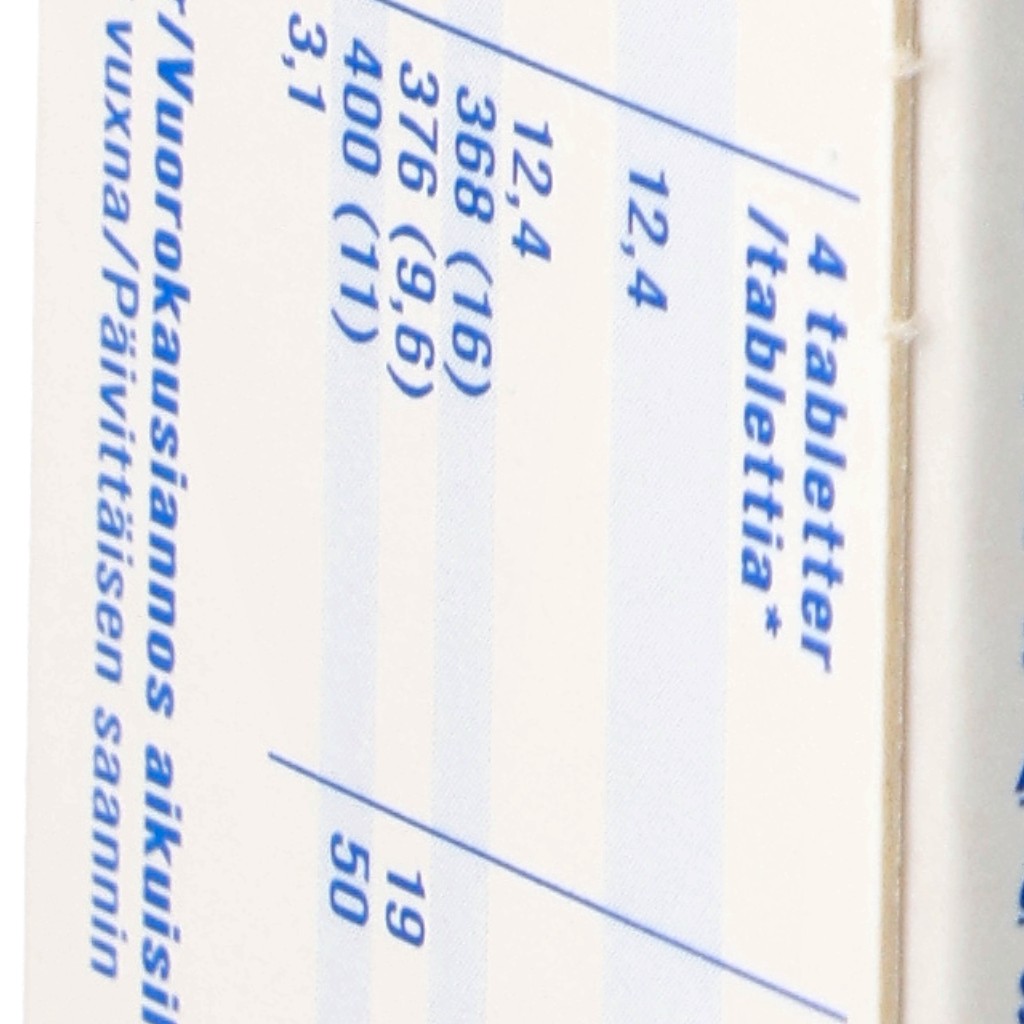 4 tabletter
/tablettia*
12,4
12,4
368 (16)
376 (9,6) 19
400 (11) 50
3,1
r/Vuorokausiannos aikuisil
vuxna/Päivittäisen saannin